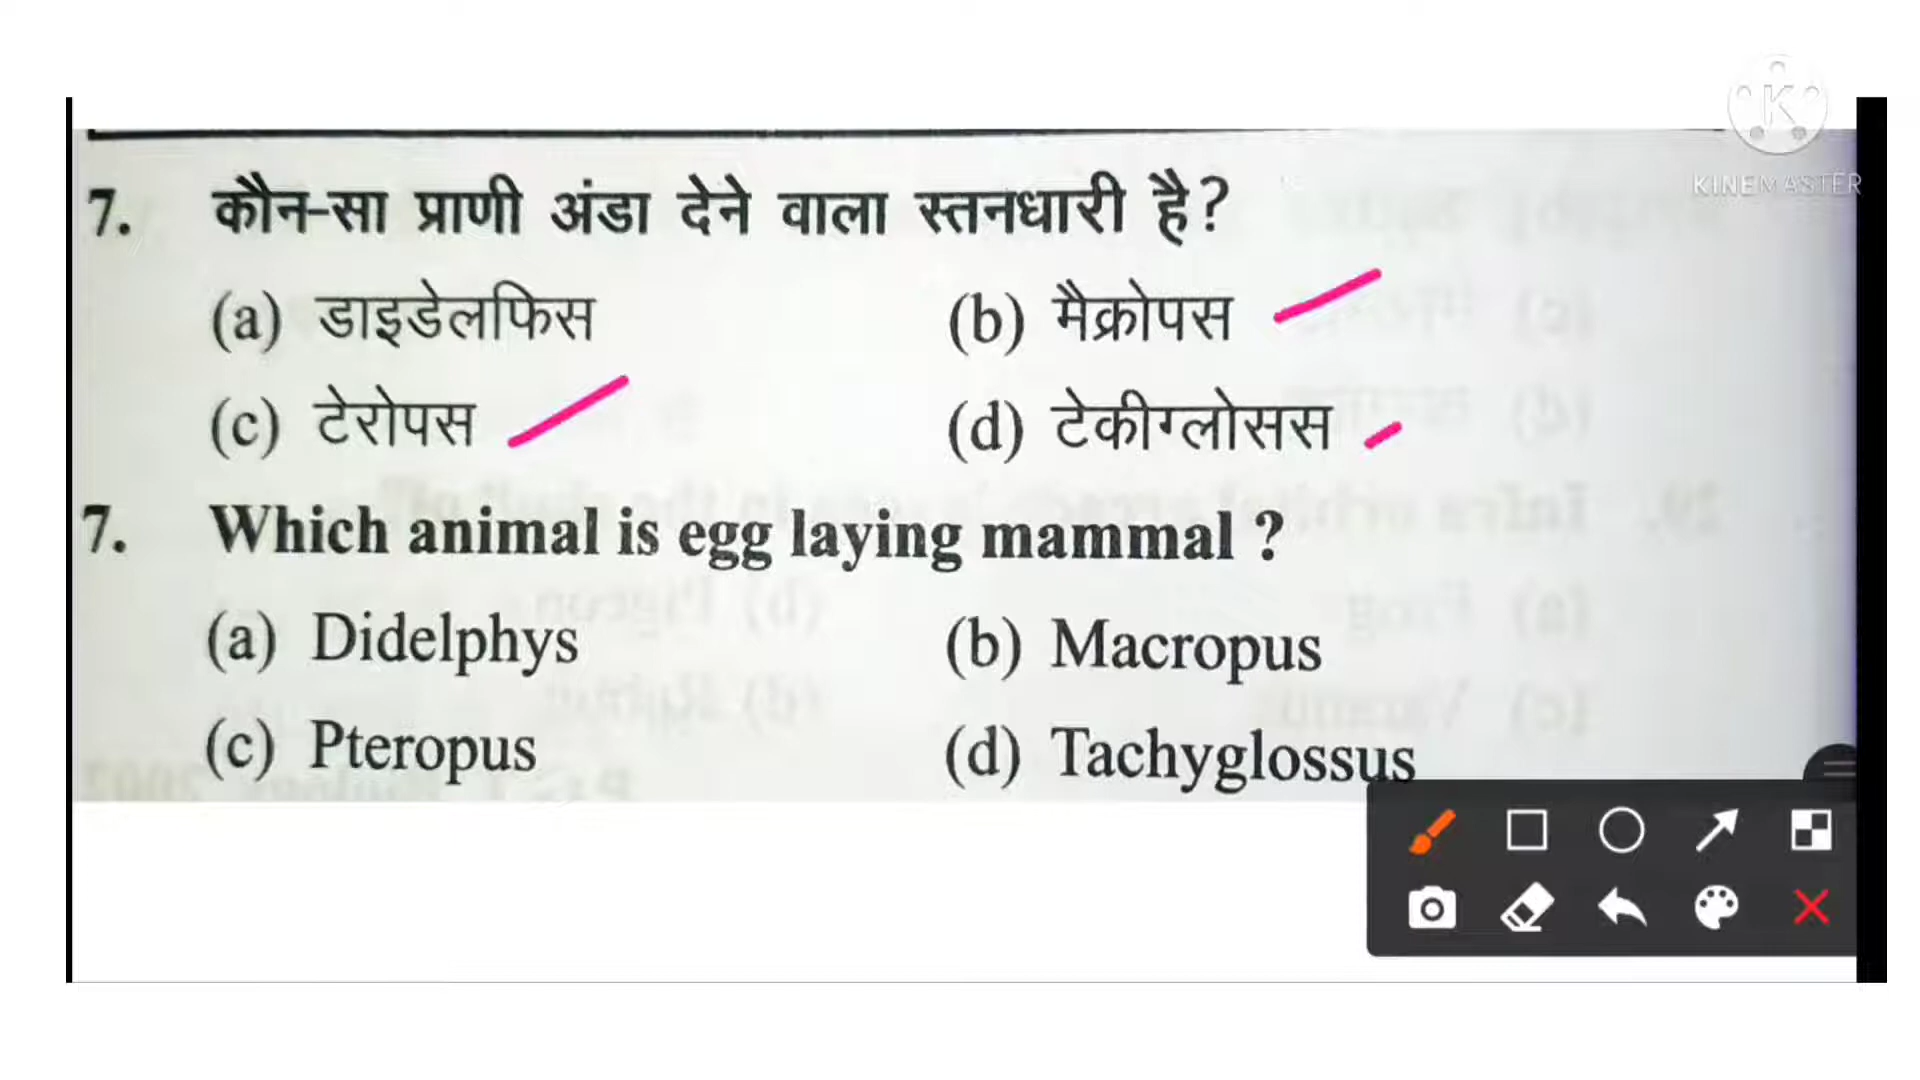 KINEMASTER
7. कौन-सा प्राणी अंडा देने वाला स्तनधारी है?
(a) डाइडेलफिस (b) मैक्रोपस
(c) टेरोपस (d) टेकीग्लोसस
7. Which animal is egg laying mammal ?
(a) Didelphys (b) Macropus
(c) Pteropus (d) Tachyglossus